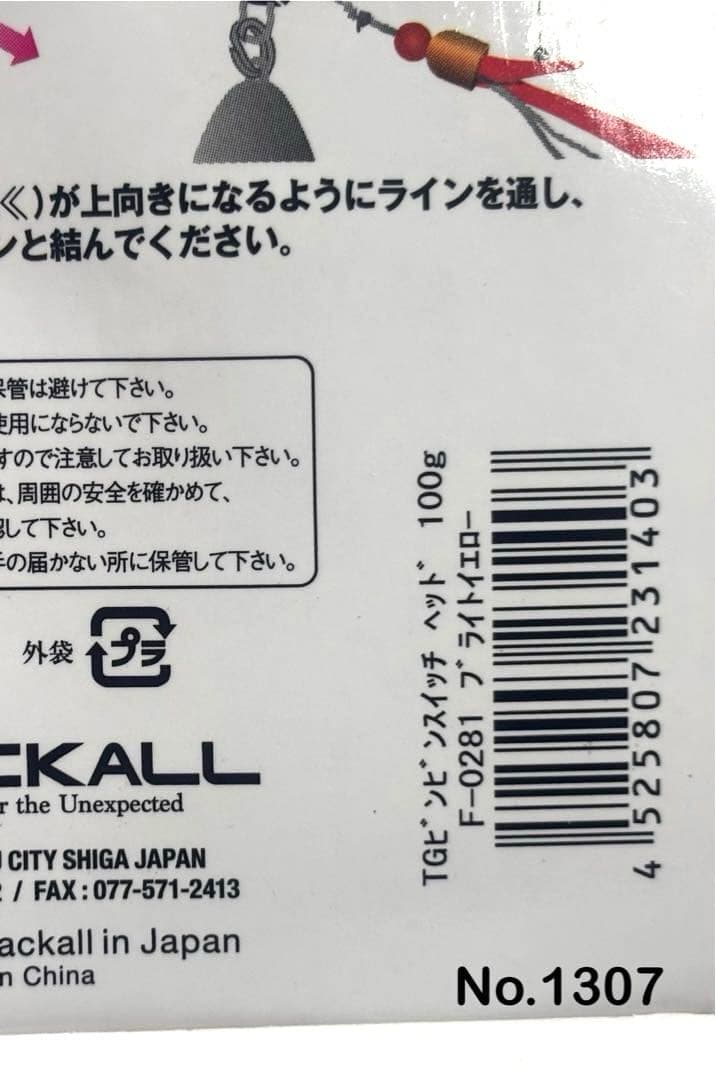 ≪)が上向きになるようにラインを通し、
ンと結んでください。
保管は避けて下さい。
使用にならないで下さい。
すので注意してお取り扱い下さい。
は、周囲の安全を確かめて、
認して下さい。
手の届かない所に保管して下さい。
外袋
プラ
CKALL
r the Unexpected
U CITY SHIGA JAPAN
2 / FAX : 077-571-2413
ackall in Japan
n China
TGビンビンスイッチ ヘッド 100g
F-0281 ブライトイエロー
4 525807 231403
No.1307